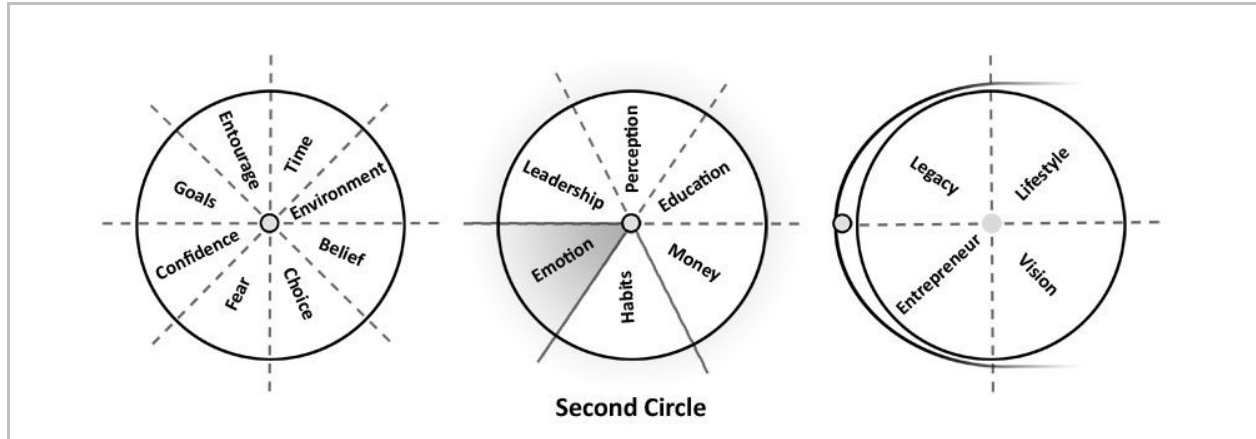 Entourage
Time
Environment
Belief
Choice
Fear
Confidence
Goals
Perception
Education
Money
Habits
Emotion
Leadership
Legacy
Lifestyle
Vision
Entrepreneur
Second Circle